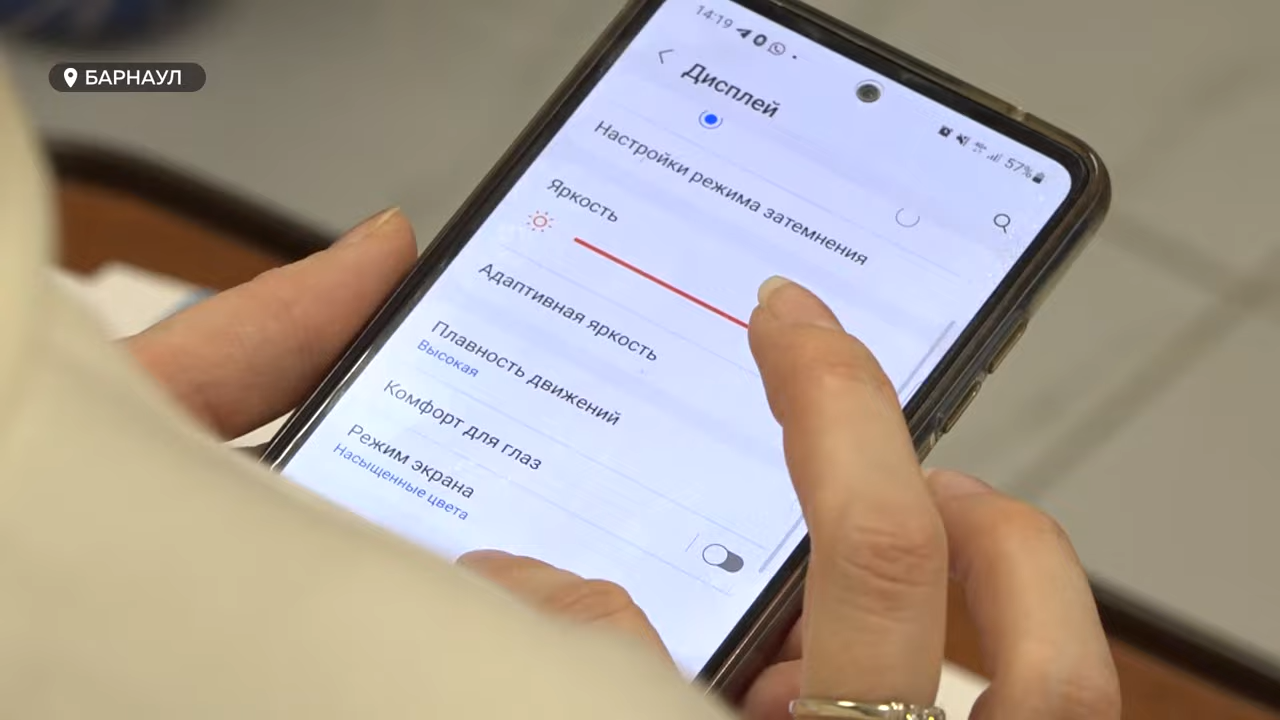 БАРНАУЛ
14:19
57%
Дисплей
Настройки режима затемнения
Яркость
Адаптивная яркость
Плавность движений
Высокая
Комфорт для глаз
Режим экрана
Насыщенные цвета